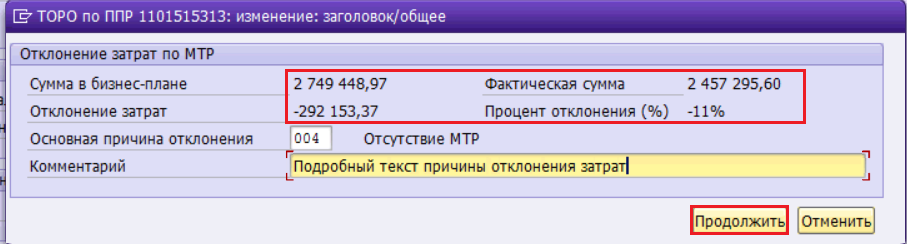 ТОРО по ППР 1101515313: изменение: заголовок/общее
Отклонение затрат по МТР
Сумма в бизнес-плане 2 749 448,97 Фактическая сумма 2 457 295,60
Отклонение затрат -292 153,37 Процент отклонения (%) -11%
Основная причина отклонения 004 Отсутствие МТР
Комментарий Подробный текст причины отклонения затрат
Продолжить Отменить